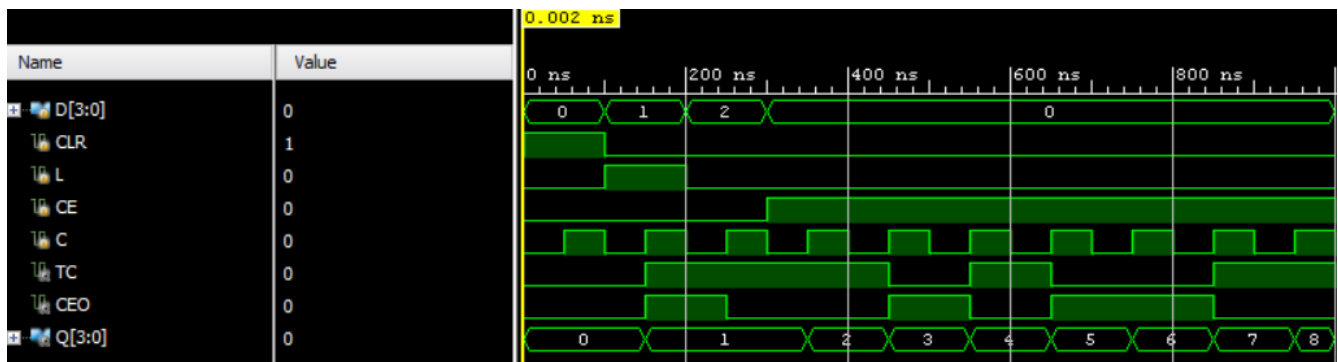 0.002 ns
Name Value
0 ns 200 ns 400 ns 600 ns 800 ns
D[3:0] 0 0 1 2 0
CLR 1
L 0
CE 0
C 0
TC 0
CEO 0
Q[3:0] 0 0 1 2 3 4 5 6 7 8